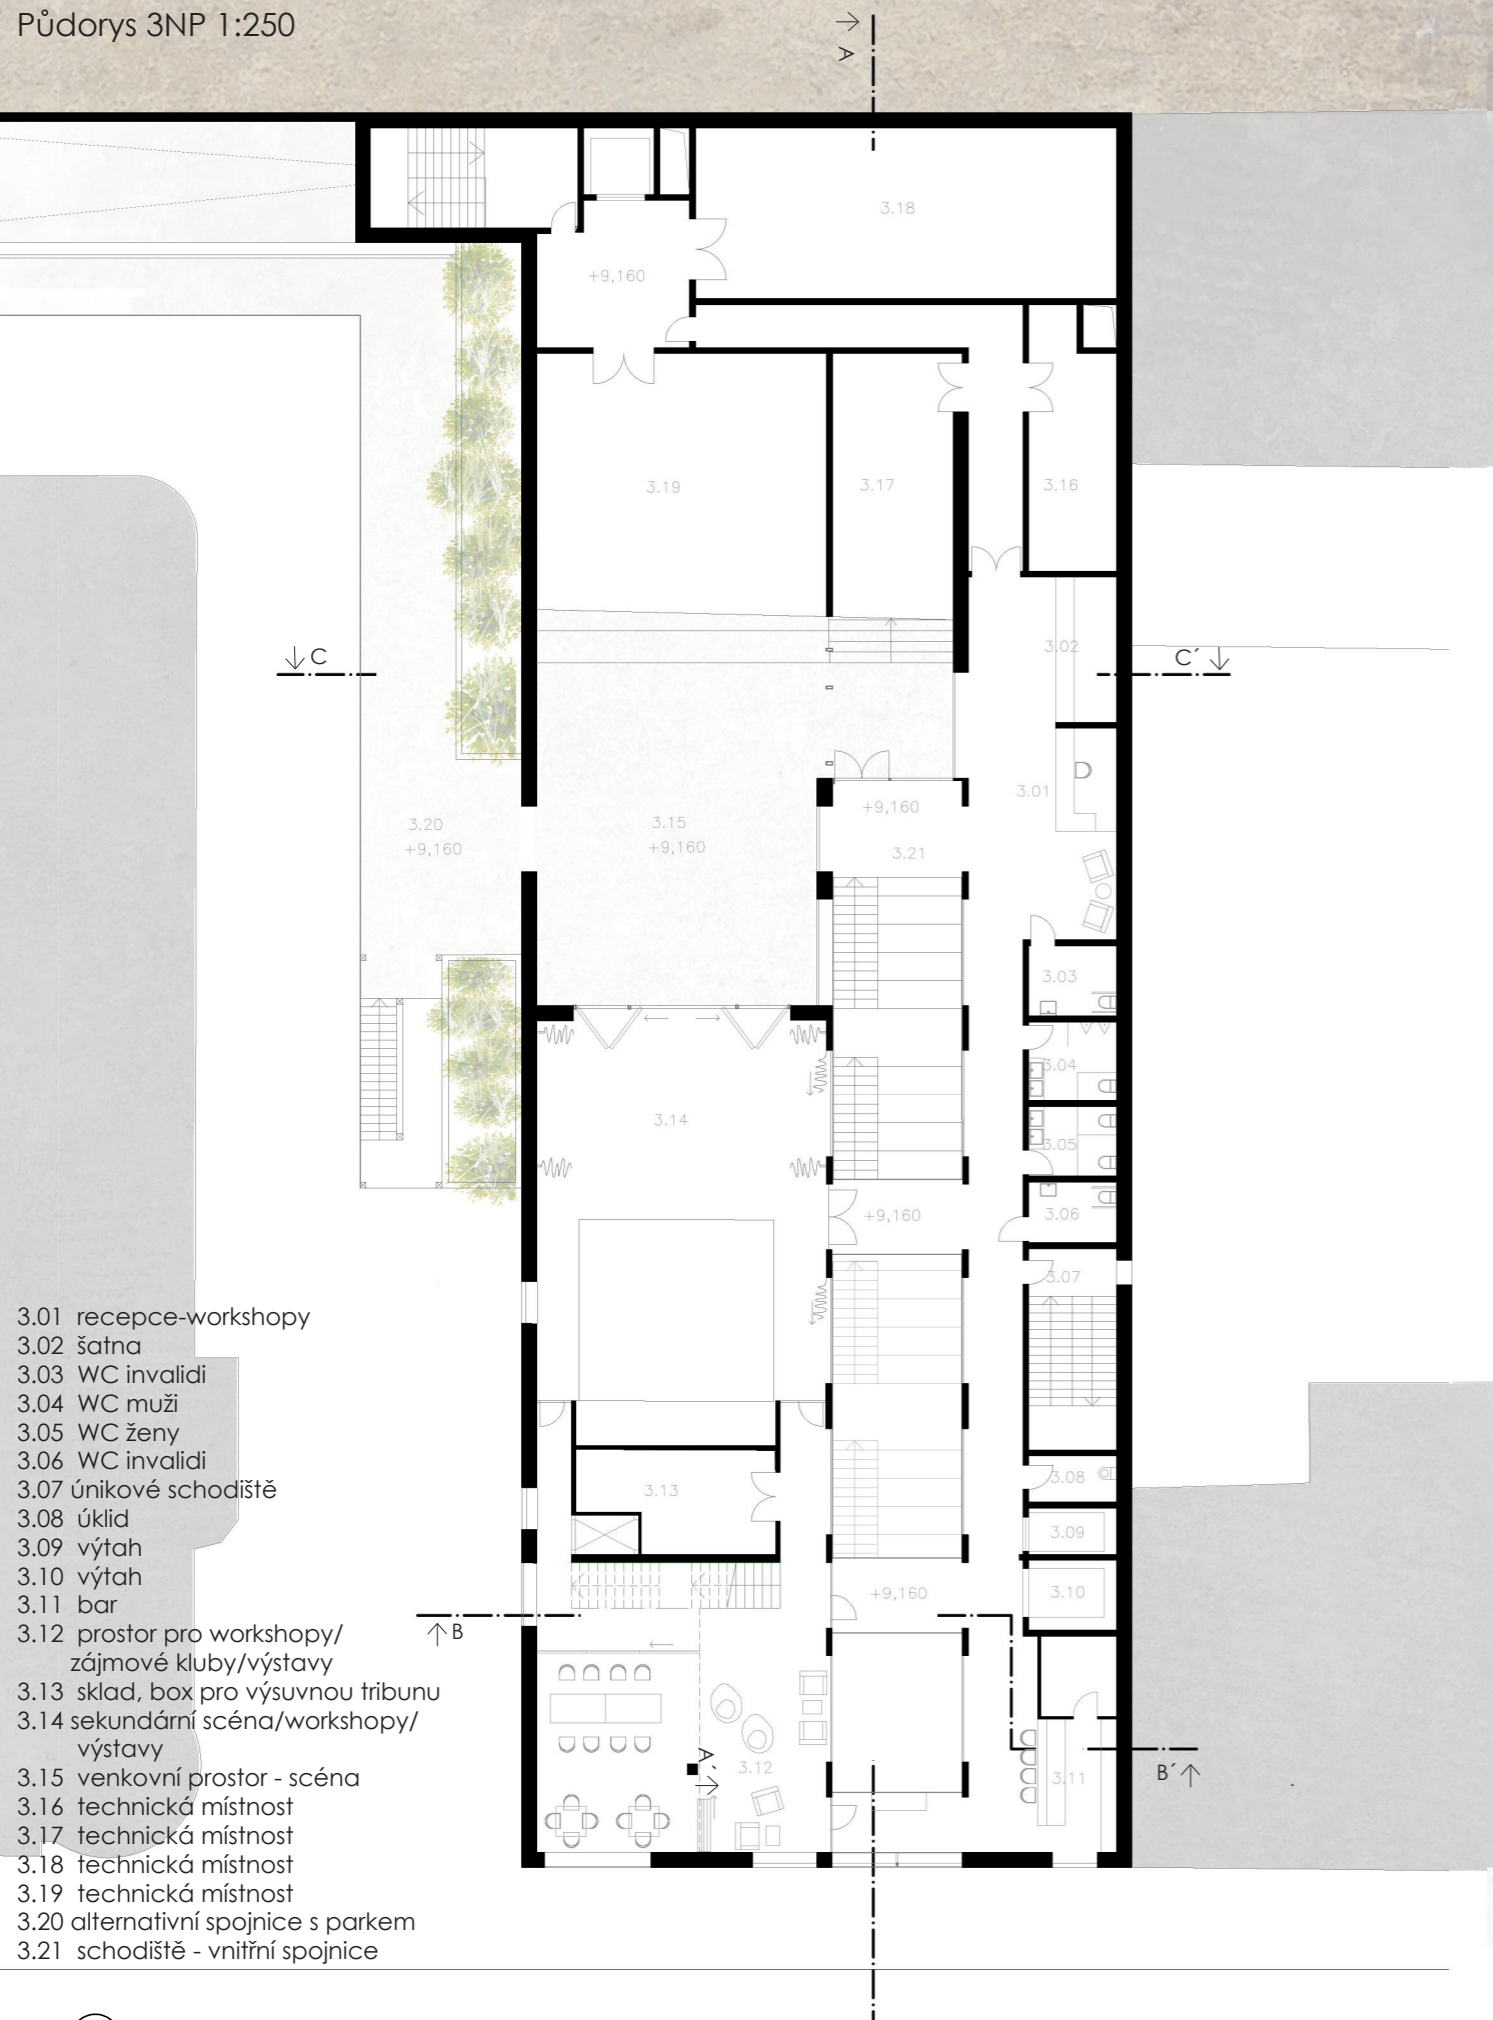 Půdorys 3NP 1:250
A
3.18
+9,160
3.19
3.17
3.16
C
3.02
C´
D
3.01
+9,160
3.20
+9,160
3.15
+9,160
3.21
3.03
3.04
3.14
3.05
+9,160
3.06
3.07
3.08
3.13
3.09
+9,160
3.10
B
A´
3.12
3.11
B´
3.01 recepce-workshopy
3.02 šatna
3.03 WC invalidi
3.04 WC muži
3.05 WC ženy
3.06 WC invalidi
3.07 únikové schodiště
3.08 úklid
3.09 výtah
3.10 výtah
3.11 bar
3.12 prostor pro workshopy/
zájmové kluby/výstavy
3.13 sklad, box pro výsuvnou tribunu
3.14 sekundární scéna/workshopy/
výstavy
3.15 venkovní prostor - scéna
3.16 technická místnost
3.17 technická místnost
3.18 technická místnost
3.19 technická místnost
3.20 alternativní spojnice s parkem
3.21 schodiště - vnitřní spojnice